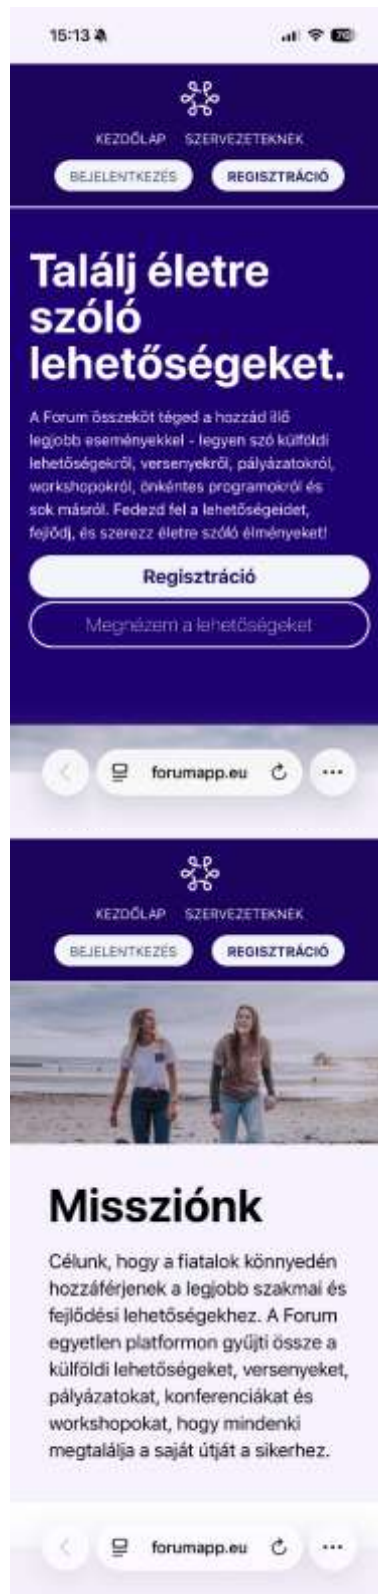 15:13
70
KEZDŐLAP SZERVEZETEKNEK
BEJELENTKEZÉS REGISZTRÁCIÓ
Találj életre
szóló
lehetőségeket.
A Forum összeköt téged a hozzád illő
legjobb eseményekkel - legyen szó külföldi
lehetőségekről, versenyekről, pályázatokról,
workshopokról, önkéntes programokról és
sok másról. Fedezd fel a lehetőségeidet,
fejlődj, és szerezz életre szóló élményeket!
Regisztráció
Megnézem a lehetőségeket
forumapp.eu
KEZDŐLAP SZERVEZETEKNEK
BEJELENTKEZÉS REGISZTRÁCIÓ
Missziónk
Célunk, hogy a fiatalok könnyedén
hozzáférjenek a legjobb szakmai és
fejlődési lehetőségekhez. A Forum
egyetlen platformon gyűjti össze a
külföldi lehetőségeket, versenyeket,
pályázatokat, konferenciákat és
workshopokat, hogy mindenki
megtalálja a saját útját a sikerhez.
forumapp.eu